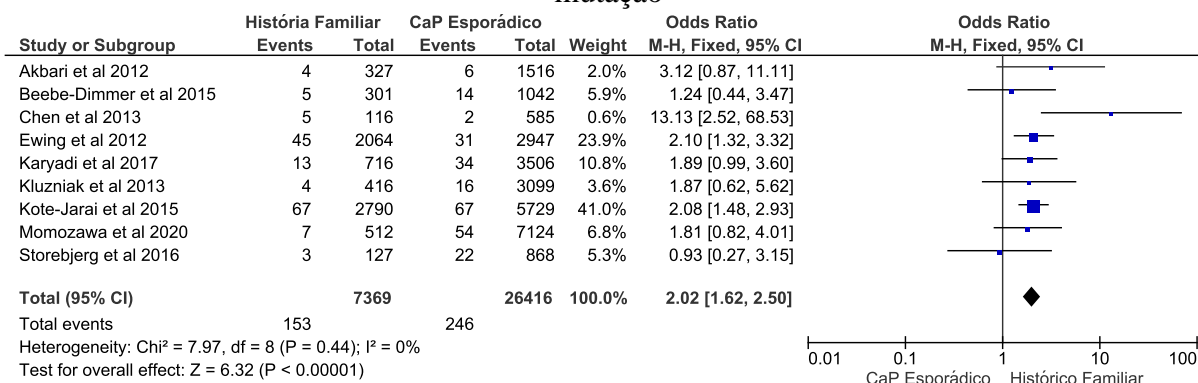 mutação
História Familiar CaP Esporádico Odds Ratio Odds Ratio
Study or Subgroup Events Total Events Total Weight M-H, Fixed, 95% CI M-H, Fixed, 95% CI
Akbari et al 2012 4 327 6 1516 2.0% 3.12 [0.87, 11.11]
Beebe-Dimmer et al 2015 5 301 14 1042 5.9% 1.24 [0.44, 3.47]
Chen et al 2013 5 116 2 585 0.6% 13.13 [2.52, 68.53]
Ewing et al 2012 45 2064 31 2947 23.9% 2.10 [1.32, 3.32]
Karyadi et al 2017 13 716 34 3506 10.8% 1.89 [0.99, 3.60]
Kluzniak et al 2013 4 416 16 3099 3.6% 1.87 [0.62, 5.62]
Kote-Jarai et al 2015 67 2790 67 5729 41.0% 2.08 [1.48, 2.93]
Momozawa et al 2020 7 512 54 7124 6.8% 1.81 [0.82, 4.01]
Storebjerg et al 2016 3 127 22 868 5.3% 0.93 [0.27, 3.15]
Total (95% CI) 7369 26416 100.0% 2.02 [1.62, 2.50]
Total events 153 246
Heterogeneity: Chi² = 7.97, df = 8 (P = 0.44); I² = 0%
Test for overall effect: Z = 6.32 (P < 0.00001)
0.01 0.1 1 10 100
CaP Esporádico Histórico Familiar